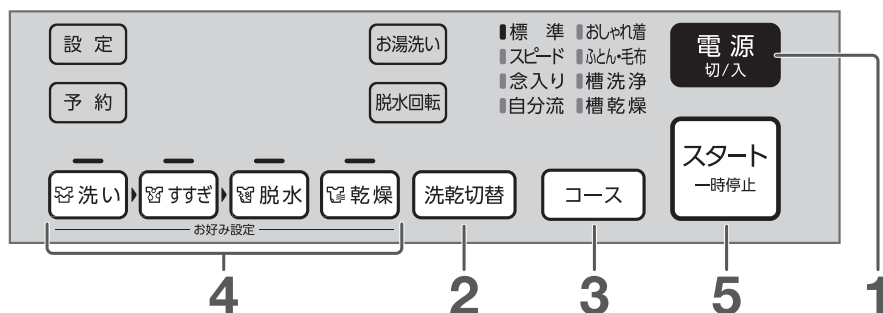 設 定
お湯洗い
予 約
脱水回転
標 準
スピード
念入り
自分流
おしゃれ着
ふとん・毛布
槽洗浄
槽乾燥
電源
切/入
スタート
一時停止
洗い
すすぎ
脱水
乾燥
お好み設定
洗乾切替
コース
4
2
3
5
1